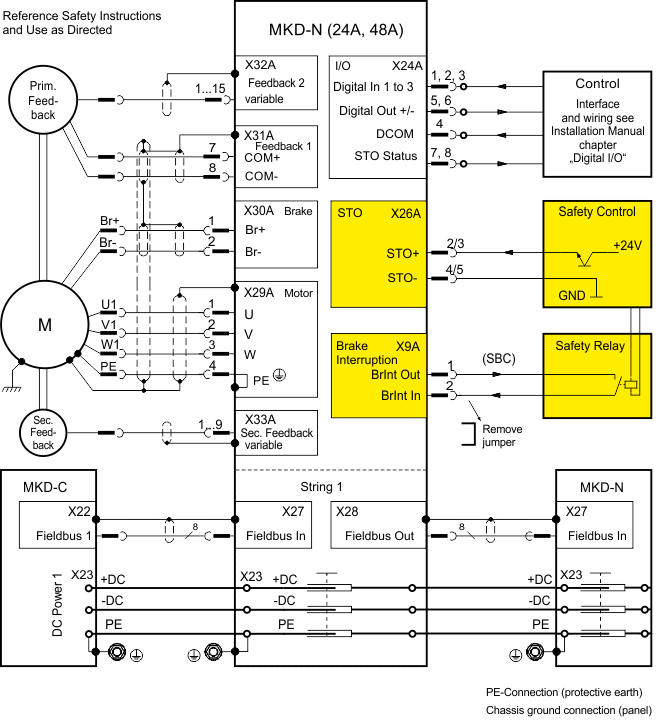 Reference Safety Instructions
and Use as Directed
MKD-N (24A, 48A)
Prim.
Feed-
back
1...15
X32A
Feedback 2
variable
I/O X24A
Digital In 1 to 3
Digital Out +/-
DCOM
STO Status
1, 2, 3
5, 6
4
7, 8
Control
Interface
and wiring see
Installation Manual
chapter
„Digital I/O“
X31A
Feedback 1
7
COM+
8
COM-
Br+
Br-
1
2
X30A Brake
Br+
Br-
STO X26A
STO+
STO-
2/3
4/5
Safety Control
+24V
GND
M
U1
V1
W1
PE
1
2
3
4
X29A Motor
U
V
W
PE
Brake X9A
Interruption
BrInt Out
BrInt In
1
2
(SBC)
Remove
jumper
Safety Relay
Sec.
Feed-
back
1...9
X33A
Sec. Feedback
variable
MKD-C
String 1
MKD-N
X22
Fieldbus 1
8
X27
Fieldbus In
X28
Fieldbus Out
8
X27
Fieldbus In
DC Power 1
X23
+DC
-DC
PE
X23
+DC
-DC
PE
+DC
-DC
PE
X23
PE-Connection (protective earth)
Chassis ground connection (panel)